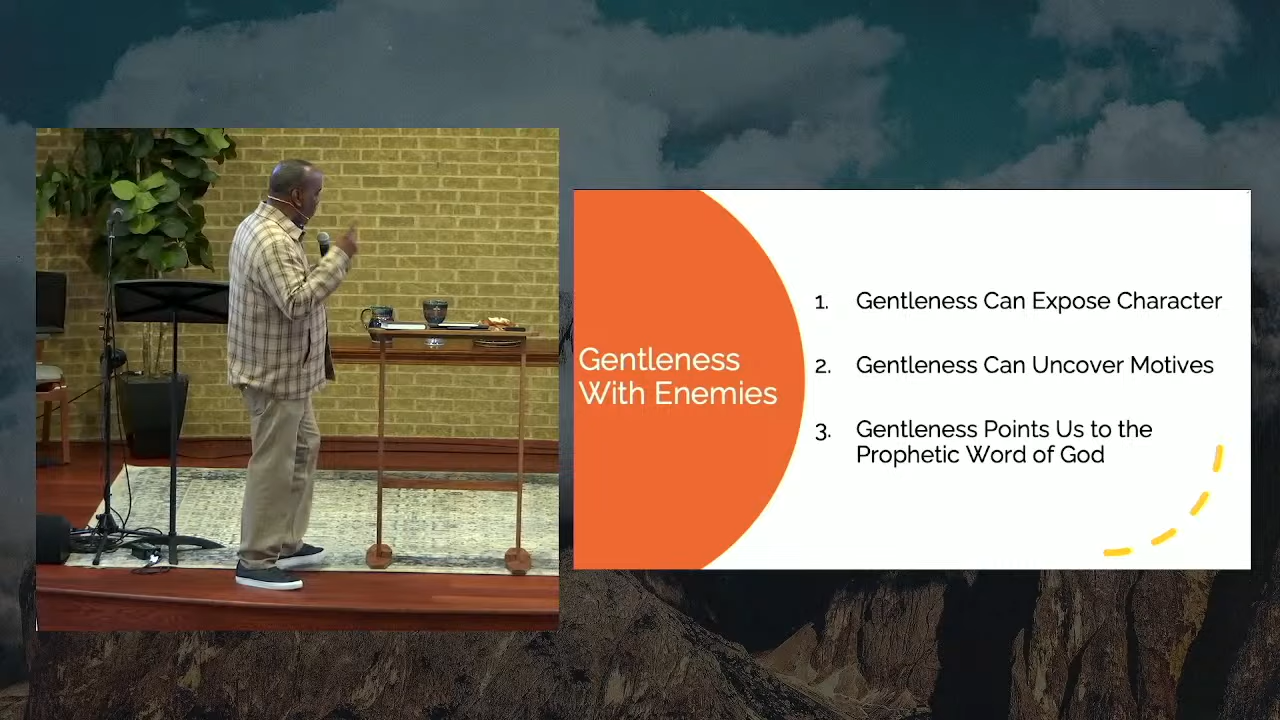 Gentleness
With Enemies
1. Gentleness Can Expose Character
2. Gentleness Can Uncover Motives
3. Gentleness Points Us to the
Prophetic Word of God